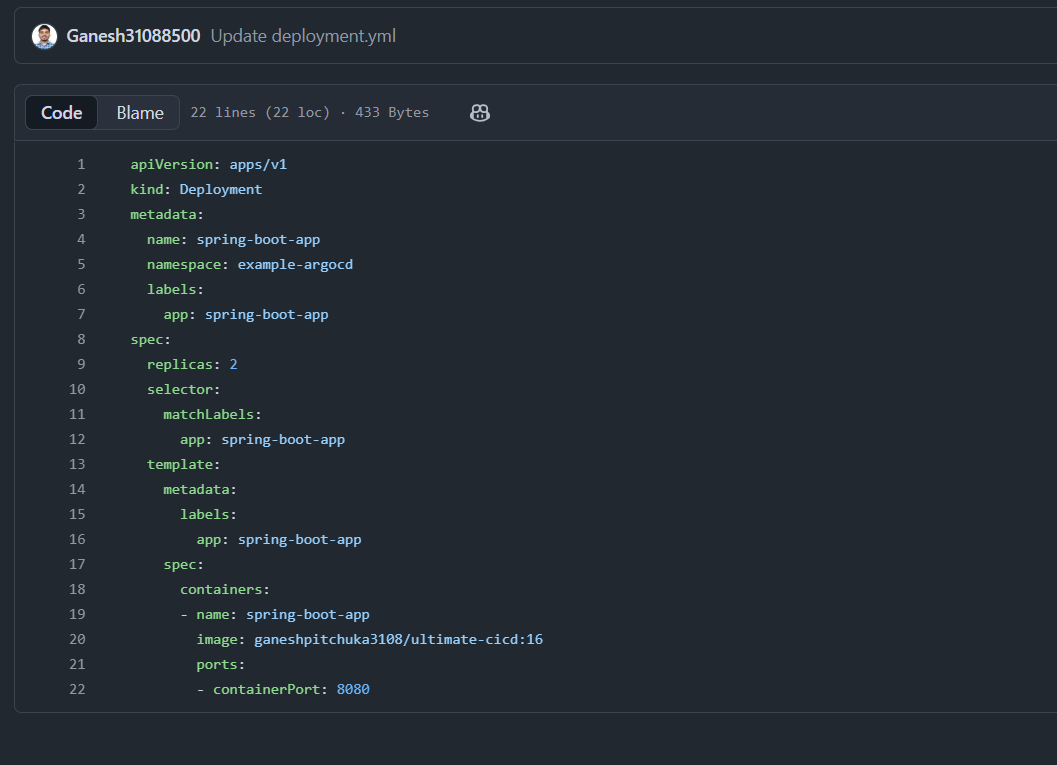 Ganesh31088500 Update deployment.yml
Code Blame 22 lines (22 loc) · 433 Bytes
1 apiVersion: apps/v1
2 kind: Deployment
3 metadata:
4   name: spring-boot-app
5   namespace: example-argocd
6   labels:
7     app: spring-boot-app
8 spec:
9   replicas: 2
10   selector:
11     matchLabels:
12       app: spring-boot-app
13   template:
14     metadata:
15       labels:
16         app: spring-boot-app
17     spec:
18       containers:
19       - name: spring-boot-app
20         image: ganeshpitchuka3108/ultimate-cicd:16
21         ports:
22         - containerPort: 8080